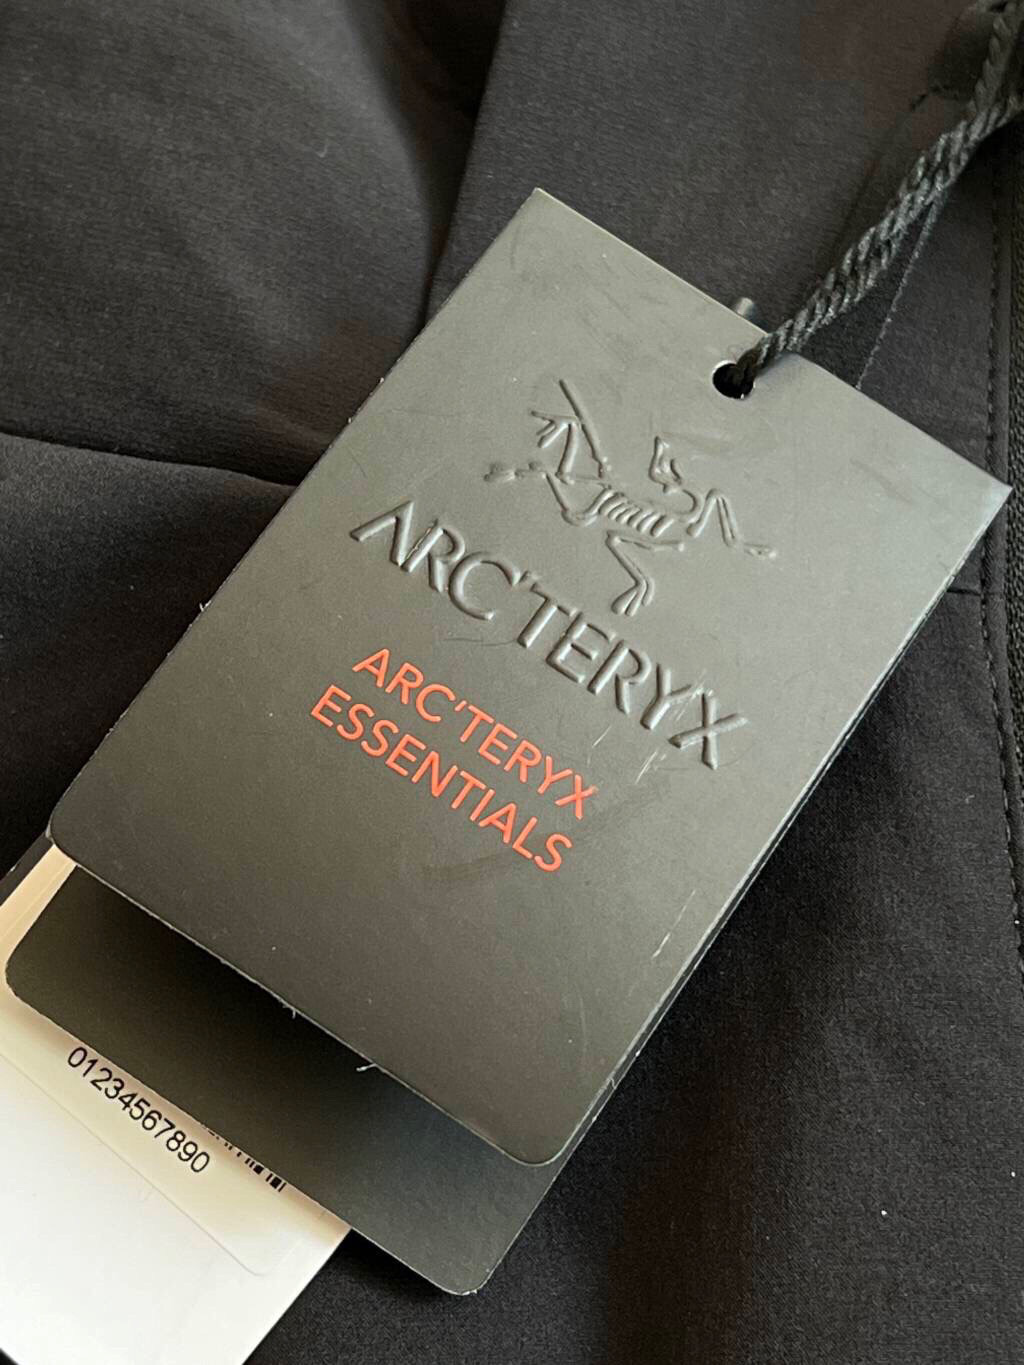 ARC'TERYX
ARC'TERYX
ESSENTIALS
01234567890